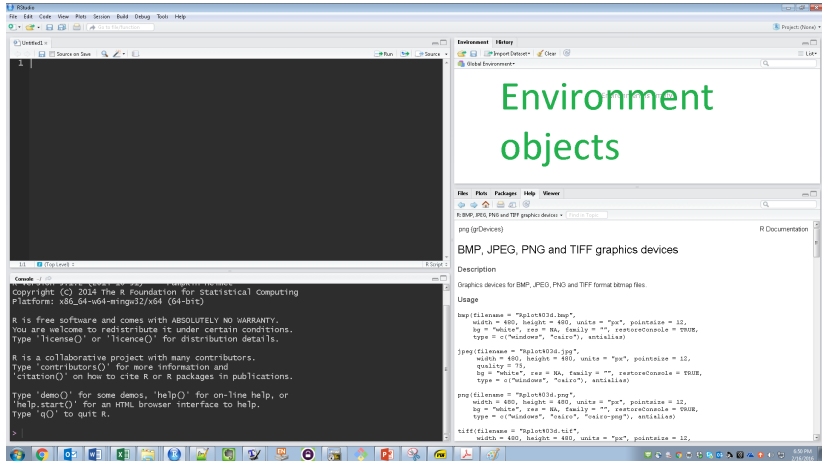 RStudio
File Edit Code View Plots Session Build Debug Tools Help
Go to file/function
Project: (None)
Untitled1
Source on Save
Run
Source
1
1:1 (Top Level)
R Script
Console ~/
Copyright (C) 2014 The R Foundation for Statistical Computing
Platform: x86_64-w64-mingw32/x64 (64-bit)
R is free software and comes with ABSOLUTELY NO WARRANTY.
You are welcome to redistribute it under certain conditions.
Type 'license()' or 'licence()' for distribution details.
R is a collaborative project with many contributors.
Type 'contributors()' for more information and
'citation()' on how to cite R or R packages in publications.
Type 'demo()' for some demos, 'help()' for on-line help, or
'help.start()' for an HTML browser interface to help.
Type 'q()' to quit R.
>
Environment History
Import Dataset Clear
List
Global Environment
Environment
objects
Files Plots Packages Help Viewer
R: BMP, JPEG, PNG and TIFF graphics devices
Find in Topic
png {grDevices}
R Documentation
BMP, JPEG, PNG and TIFF graphics devices
Description
Graphics devices for BMP, JPEG, PNG and TIFF format bitmap files.
Usage
bmp(filename = "Rplot%03d.bmp",
width = 480, height = 480, units = "px", pointsize = 12,
bg = "white", res = NA, family = "", restoreConsole = TRUE,
type = c("windows", "cairo"), antialias)
jpeg(filename = "Rplot%03d.jpg",
width = 480, height = 480, units = "px", pointsize = 12,
quality = 75,
bg = "white", res = NA, family = "", restoreConsole = TRUE,
type = c("windows", "cairo"), antialias)
png(filename = "Rplot%03d.png",
width = 480, height = 480, units = "px", pointsize = 12,
bg = "white", res = NA, family = "", restoreConsole = TRUE,
type = c("windows", "cairo", "cairo-png"), antialias)
tiff(filename = "Rplot%03d.tif",
width = 480, height = 480, units = "px", pointsize = 12,